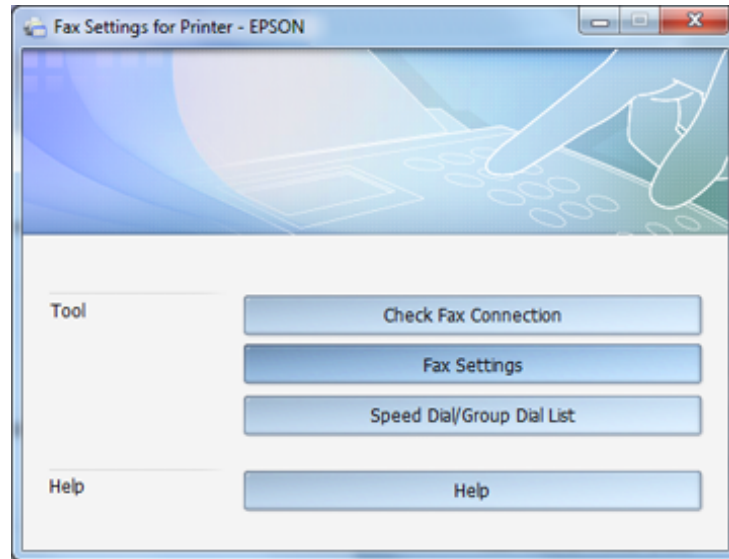 Fax Settings for Printer - EPSON
Tool
Check Fax Connection
Fax Settings
Speed Dial/Group Dial List
Help
Help